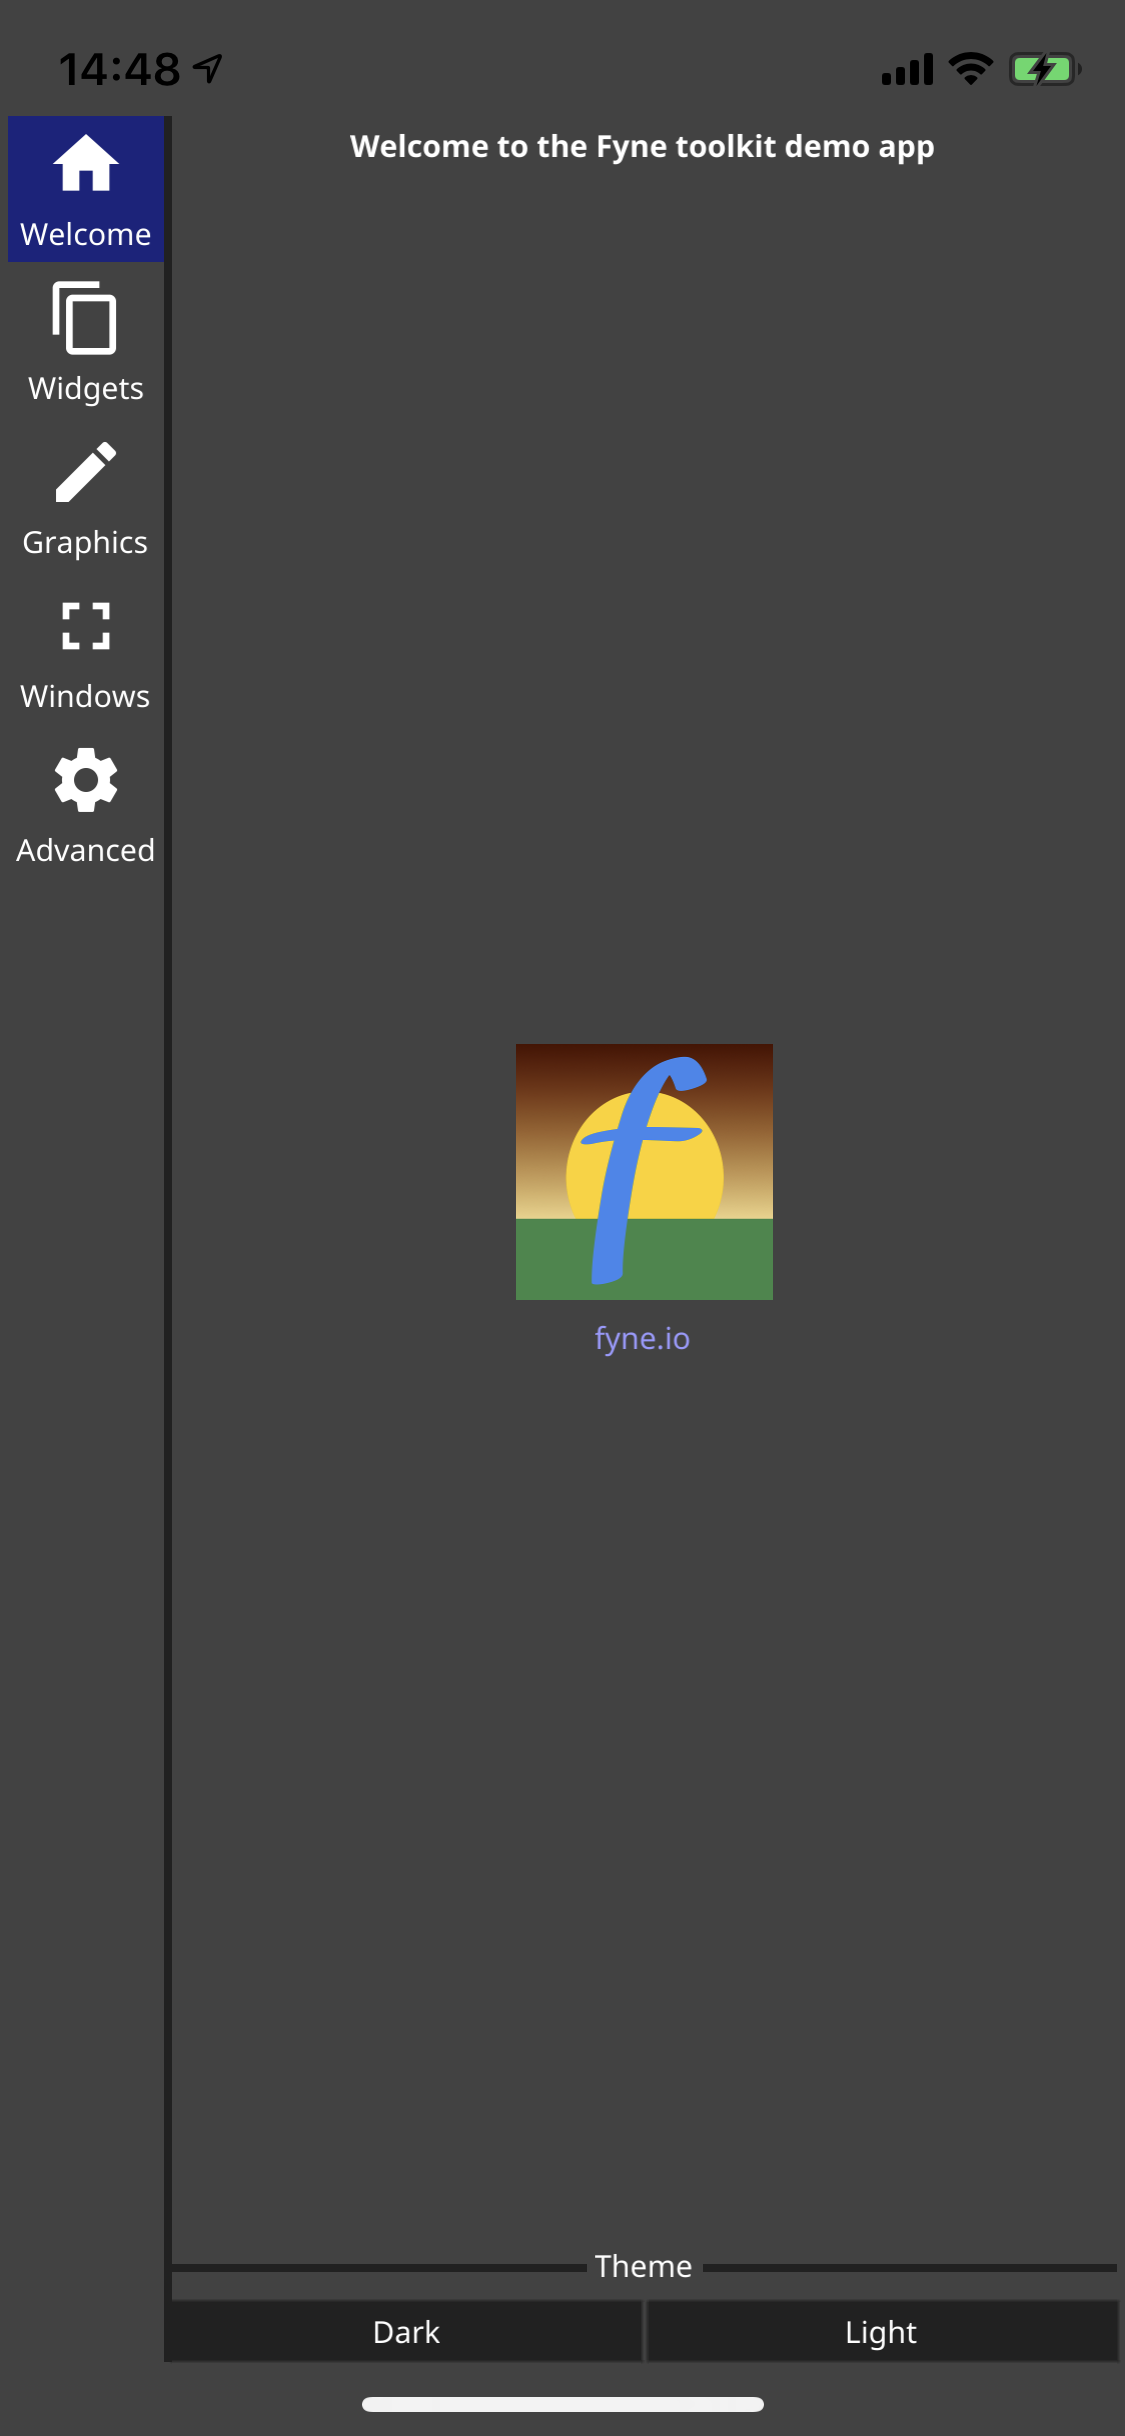 14:48
Welcome to the Fyne toolkit demo app
Welcome
Widgets
Graphics
Windows
Advanced
f
fyne.io
Theme
Dark
Light